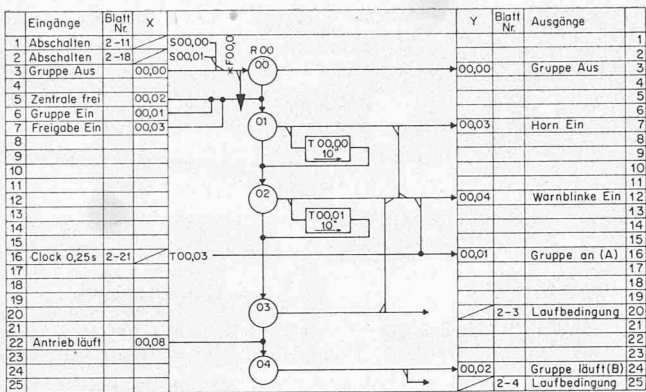 Eingänge Blatt Nr. X Y Blatt Nr. Ausgänge
1 Abschalten 2-11 S00,00 R00 1
2 Abschalten 2-18 S00,01 F00,0 00 2
3 Gruppe Aus 00,00 00,00 Gruppe Aus 3
4 4
5 Zentrale frei 00,02 5
6 Gruppe Ein 00,01 6
7 Freigabe Ein 00,03 01 00,03 Horn Ein 7
8 T00,00 8
9 10" 9
10 10
11 11
12 02 00,04 Warnblinke Ein 12
13 T00,01 13
14 10" 14
15 15
16 Clock 0,25s 2-21 T00,03 00,01 Gruppe an (A) 16
17 17
18 18
19 19
20 03 2-3 Laufbedingung 20
21 21
22 Antrieb läuft 00,08 22
23 23
24 04 00,02 Gruppe läuft(B) 24
25 2-4 Laufbedingung 25